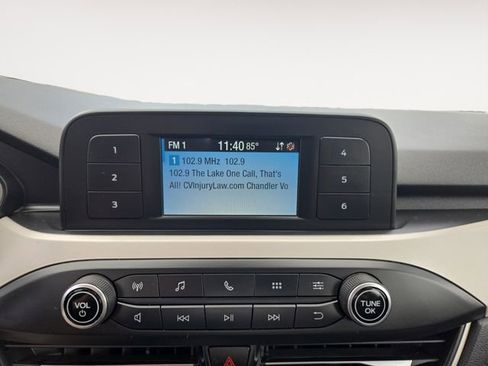 FM 1 11:40 85°
1 102.9 MHz 102.9
102.9 The Lake One Call, That's
All! CVInjuryLaw.com Chandler Vo
1
2
3
4
5
6
VOL
TUNE
OK